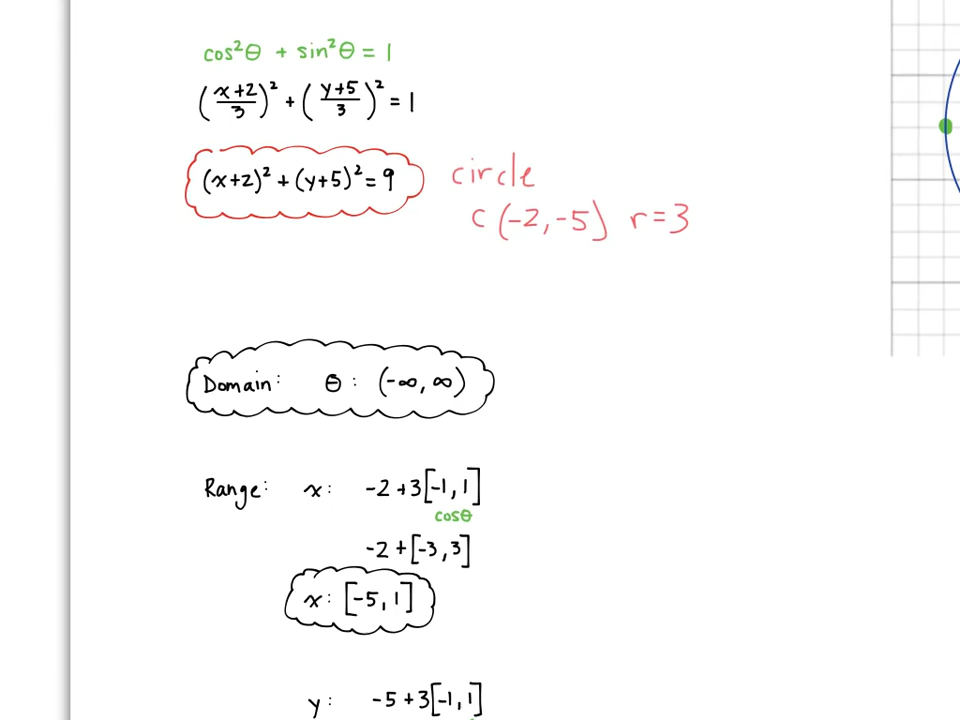 cos²θ + sin²θ = 1
((x+2)/3)² + ((y+5)/3)² = 1
(x+2)² + (y+5)² = 9
circle
c(-2,-5) r=3
Domain: θ: (-∞, ∞)
Range: x: -2+3[-1,1]
cosθ
-2+[-3,3]
x: [-5,1]
y: -5+3[-1,1]